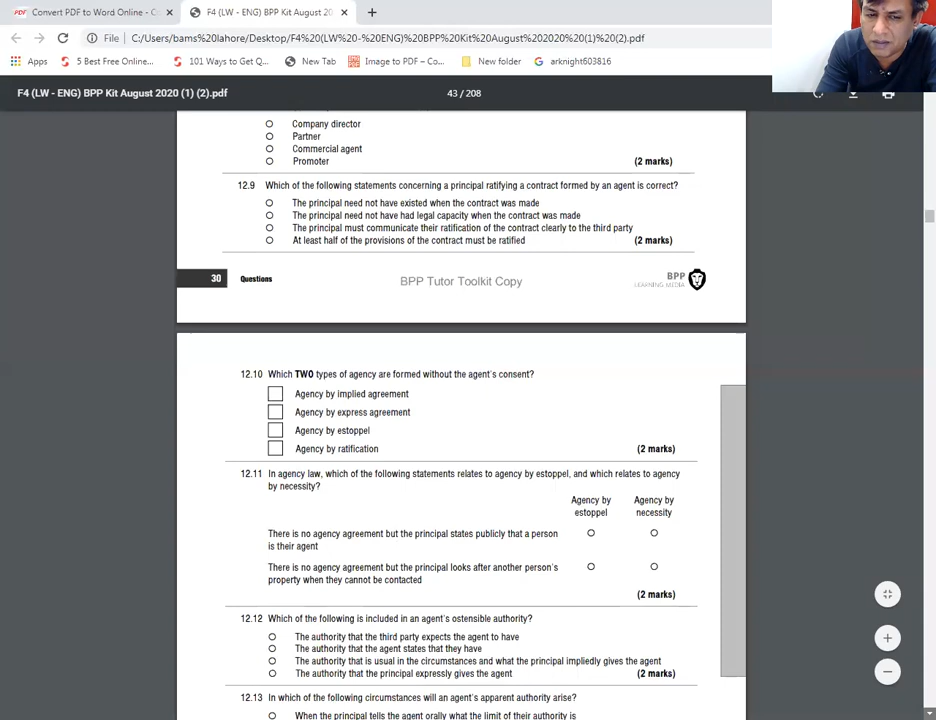 Convert PDF to Word Online - C
F4 (LW - ENG) BPP Kit August 20
File
C:/Users/bams%20lahore/Desktop/F4%20(LW%20-%20ENG)%20BPP%20Kit%20August%202020%20(1)%20(2).pdf
Apps
5 Best Free Online...
101 Ways to Get Q...
New Tab
Image to PDF – Co...
New folder
arknight603816
F4 (LW - ENG) BPP Kit August 2020 (1) (2).pdf
43 / 208
Company director
Partner
Commercial agent
Promoter (2 marks)
12.9 Which of the following statements concerning a principal ratifying a contract formed by an agent is correct?
The principal need not have existed when the contract was made
The principal need not have had legal capacity when the contract was made
The principal must communicate their ratification of the contract clearly to the third party
At least half of the provisions of the contract must be ratified (2 marks)
30 Questions
BPP Tutor Toolkit Copy
BPP
LEARNING MEDIA
12.10 Which TWO types of agency are formed without the agent's consent?
Agency by implied agreement
Agency by express agreement
Agency by estoppel
Agency by ratification (2 marks)
12.11 In agency law, which of the following statements relates to agency by estoppel, and which relates to agency
by necessity?
Agency by Agency by
estoppel necessity
There is no agency agreement but the principal states publicly that a person
is their agent
There is no agency agreement but the principal looks after another person's
property when they cannot be contacted
(2 marks)
12.12 Which of the following is included in an agent's ostensible authority?
The authority that the third party expects the agent to have
The authority that the agent states that they have
The authority that is usual in the circumstances and what the principal impliedly gives the agent
The authority that the principal expressly gives the agent (2 marks)
12.13 In which of the following circumstances will an agent's apparent authority arise?
When the principal tells the agent orally what the limit of their authority is